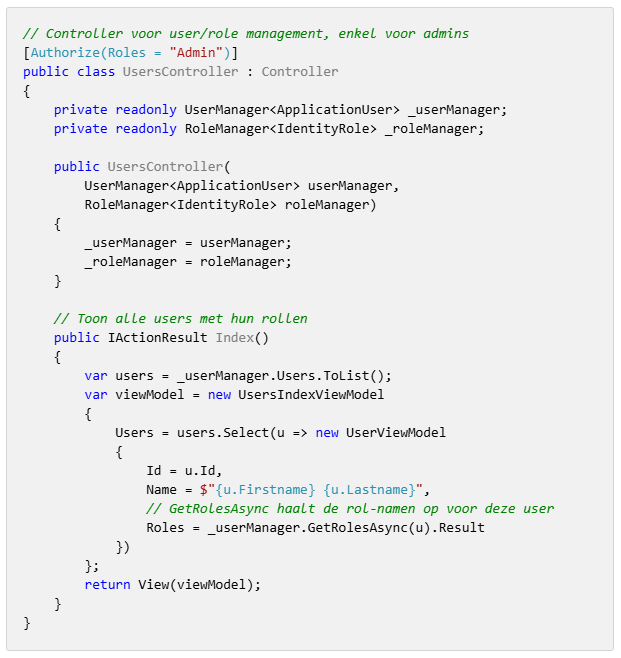 // Controller voor user/role management, enkel voor admins
[Authorize(Roles = "Admin")]
public class UsersController : Controller
{
    private readonly UserManager<ApplicationUser> _userManager;
    private readonly RoleManager<IdentityRole> _roleManager;

    public UsersController(
        UserManager<ApplicationUser> userManager,
        RoleManager<IdentityRole> roleManager)
    {
        _userManager = userManager;
        _roleManager = roleManager;
    }

    // Toon alle users met hun rollen
    public IActionResult Index()
    {
        var users = _userManager.Users.ToList();
        var viewModel = new UsersIndexViewModel
        {
            Users = users.Select(u => new UserViewModel
            {
                Id = u.Id,
                Name = $"{u.Firstname} {u.Lastname}",
                // GetRolesAsync haalt de rol-namen op voor deze user
                Roles = _userManager.GetRolesAsync(u).Result
            })
        };
        return View(viewModel);
    }
}